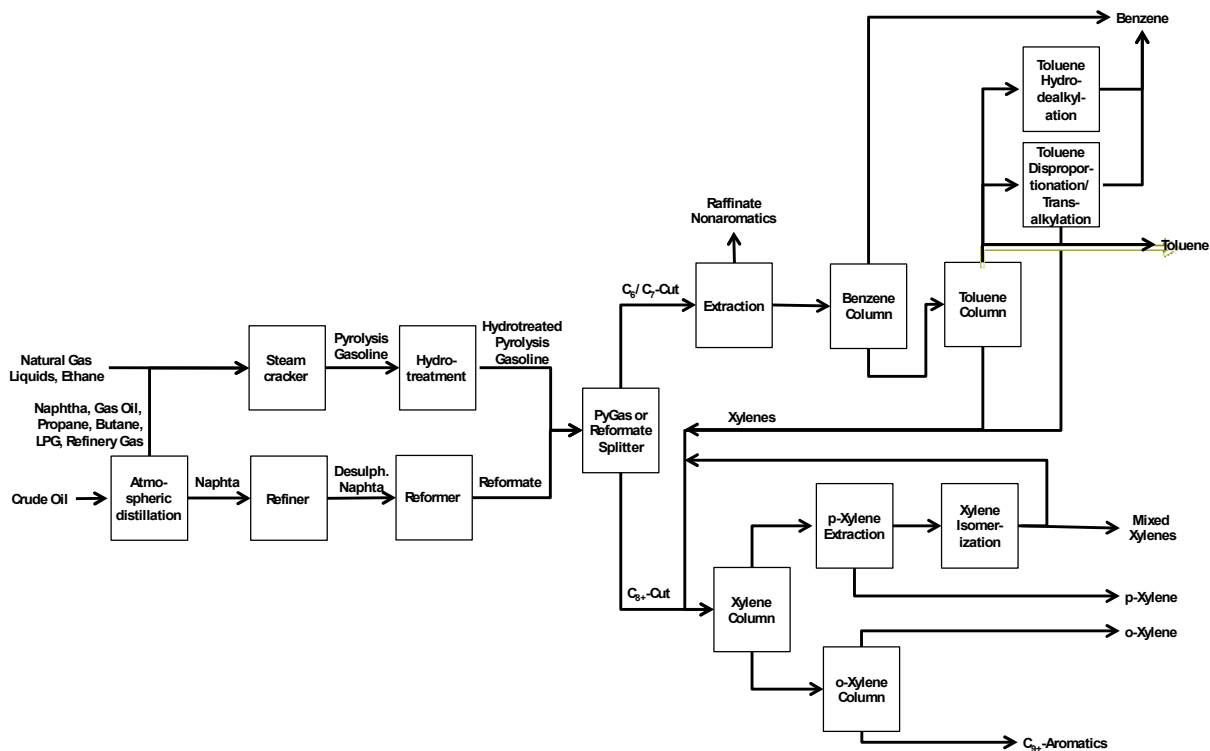 Benzene
Toluene
Hydro-
dealkyl-
ation
Toluene
Dispropor-
tionation/
Trans-
alkylation
Raffinate
Nonaromatics
Toluene
C6/ C7-Cut
Extraction
Benzene
Column
Toluene
Column
Natural Gas
Liquids, Ethane
Steam
cracker
Pyrolysis
Gasoline
Hydro-
treatment
Hydrotreated
Pyrolysis
Gasoline
Naphtha, Gas Oil,
Propane, Butane,
LPG, Refinery Gas
PyGas or
Reformate
Splitter
Xylenes
Crude Oil
Atmo-
spheric
distillation
Naphta
Refiner
Desulph.
Naphta
Reformer
Reformate
p-Xylene
Extraction
Xylene
Isomer-
ization
Mixed
Xylenes
C8+-Cut
Xylene
Column
p-Xylene
o-Xylene
o-Xylene
Column
C9+-Aromatics